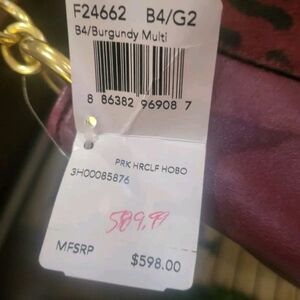 F24662 B4/G2
B4/Burgundy Multi
8 86382 96908 7
PRK HRCLF HOBO
3H00085876
589.99
MFSRP
$598.00